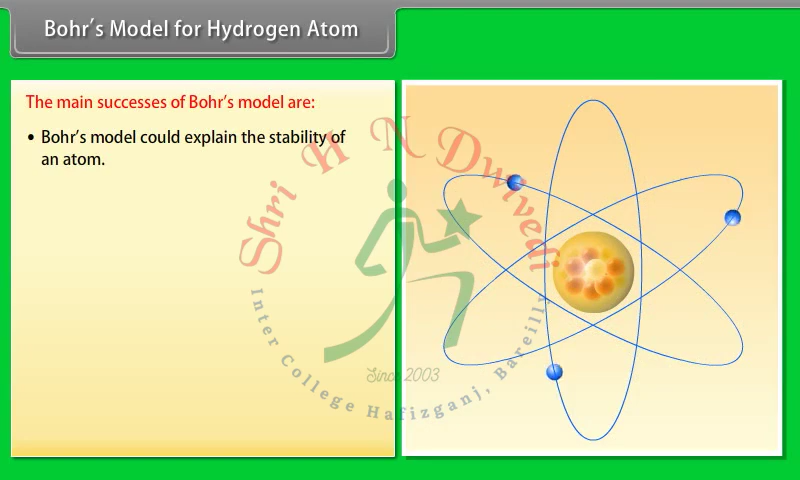 Bohr's Model for Hydrogen Atom
The main successes of Bohr's model are:
• Bohr's model could explain the stability of
an atom.
Shri H N Dwivedi
Inter College Hafizganj, Bareilly
Since 2003